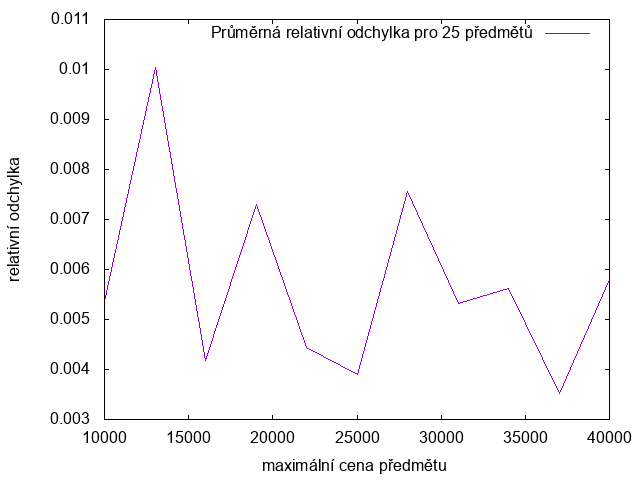 Průměrná relativní odchylka pro 25 předmětů
0.011
0.01
0.009
0.008
0.007
0.006
0.005
0.004
0.003
relativní odchylka
10000 15000 20000 25000 30000 35000 40000
maximální cena předmětu